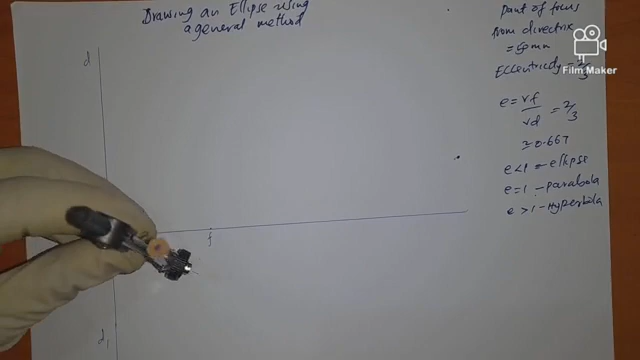 Drawing an Ellipse using
a general method
d
f
d1
Point of focus
from directrix
= 50mm
Eccentricity = 2/3
e = vf/vd = 2/3
≃ 0.667
e < 1 = ellipse
e = 1 - Parabola
e > 1 - Hyperbola
Film Maker